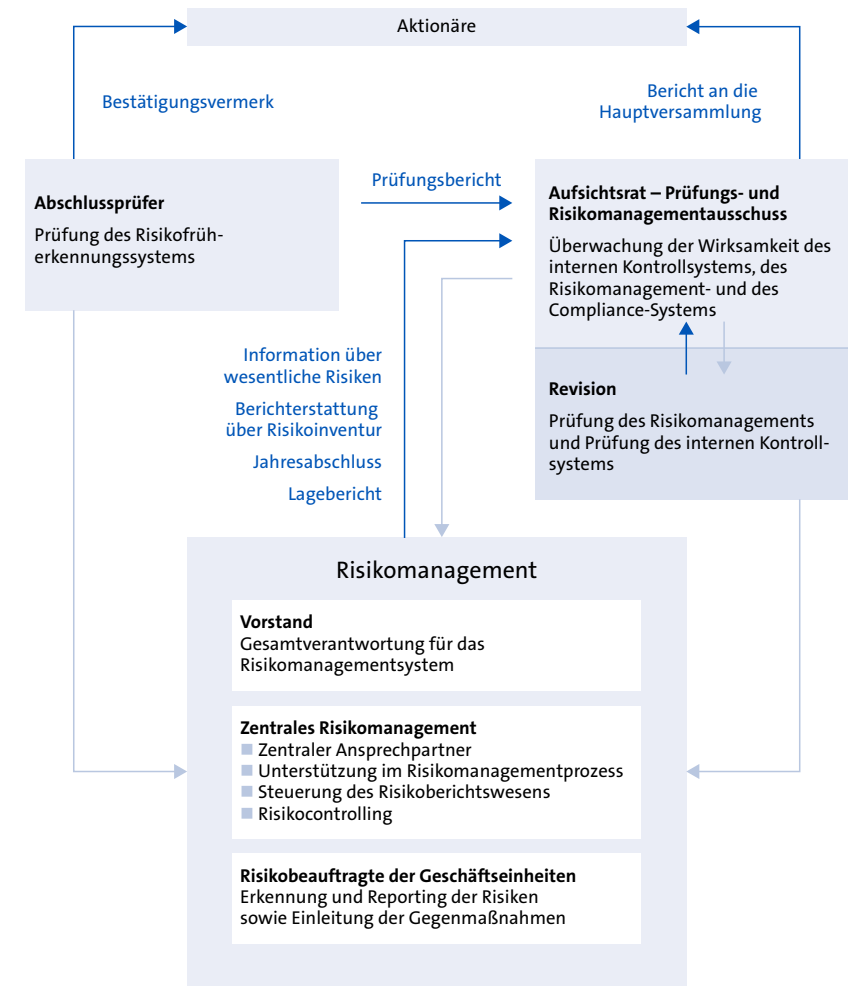 Aktionäre
Bestätigungsvermerk
Bericht an die
Hauptversammlung
Abschlussprüfer
Prüfung des Risikofrüh-
erkennungssystems
Prüfungsbericht
Aufsichtsrat – Prüfungs- und
Risikomanagementausschuss
Überwachung der Wirksamkeit des
internen Kontrollsystems, des
Risikomanagement- und des
Compliance-Systems
Information über
wesentliche Risiken
Berichterstattung
über Risikoinventur
Jahresabschluss
Lagebericht
Revision
Prüfung des Risikomanagements
und Prüfung des internen Kontroll-
systems
Risikomanagement
Vorstand
Gesamtverantwortung für das
Risikomanagementsystem
Zentrales Risikomanagement
Zentraler Ansprechpartner
Unterstützung im Risikomanagementprozess
Steuerung des Risikoberichtswesens
Risikocontrolling
Risikobeauftragte der Geschäftseinheiten
Erkennung und Reporting der Risiken
sowie Einleitung der Gegenmaßnahmen